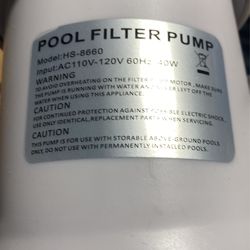 POOL FILTER PUMP
Model:HS-8660
Input:AC110V-120V 60Hz 40W
WARNING
TO AVOID OVERHEATING ON THE FILTER PUMP MOTOR, MAKE SURE THE
PUMP IS RUNNING WITH WATER AND NEVER LEFT OFF THE
WATER WHEN USING THIS APPLIANCE.
CAUTION
FOR CONTINUED PROTECTION AGAINST POSSIBLE ELECTRIC SHOCK,
USE ONLY IDENTICAL REPLACEMENT PARTS WHEN SERVICING.
CAUTION
THIS PUMP IS FOR USE WITH STORABLE ABOVE-GROUND POOLS
ONLY, DO NOT USE WITH PERMANENTLY-INSTALLED POOLS